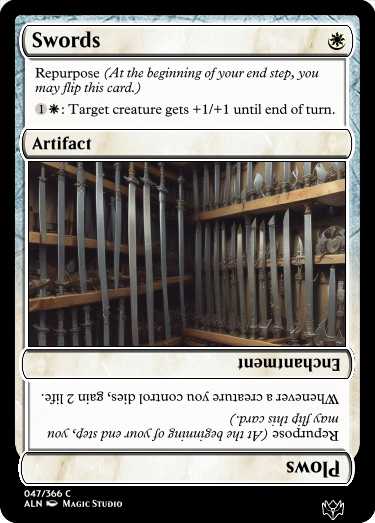 Swords
Repurpose (At the beginning of your end step, you
may flip this card.)
1: Target creature gets +1/+1 until end of turn.
Artifact
Plows
Repurpose (At the beginning of your end step, you
may flip this card.)
Whenever a creature you control dies, gain 2 life.
Enchantment
047/366 C
ALN Magic Studio